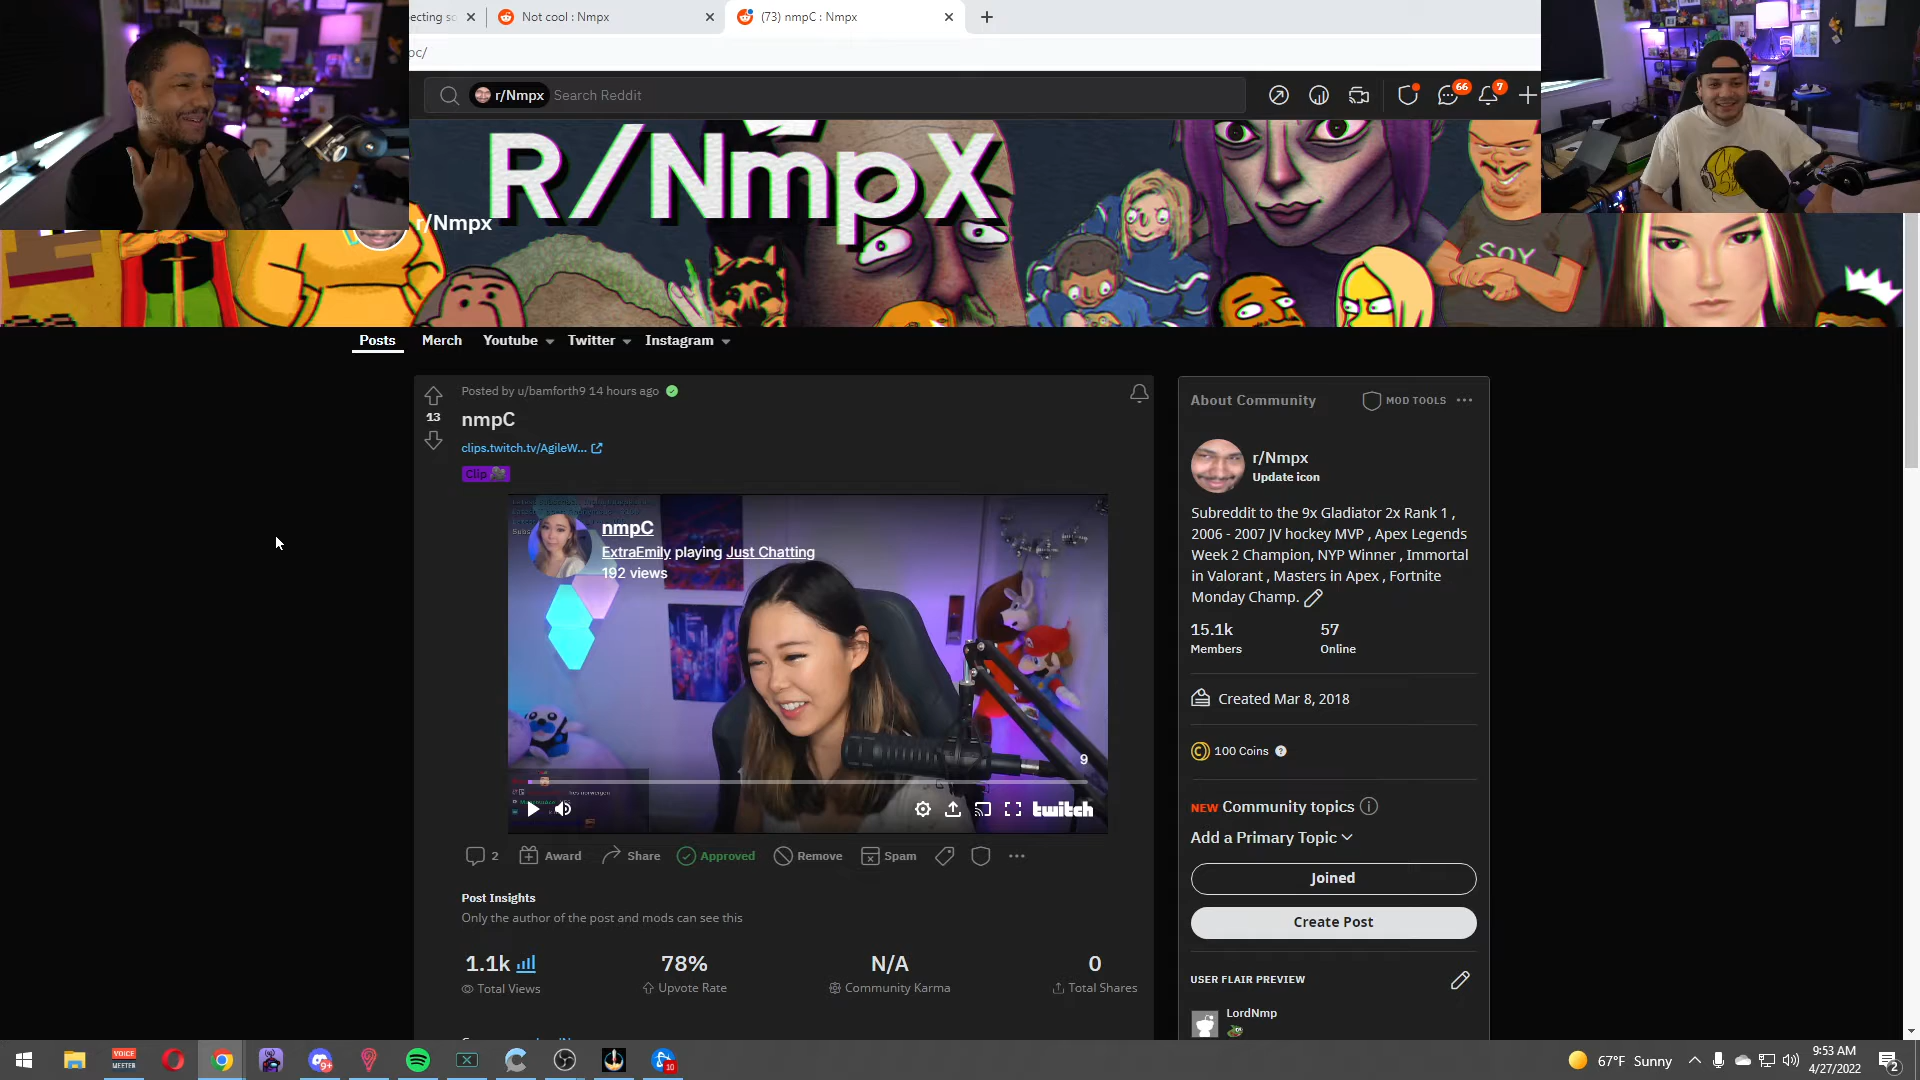 ecting so
Not cool : Nmpx
(73) nmpC : Nmpx
oc/
r/Nmpx
Search Reddit
66
7
R/NmpX
r/Nmpx
SOY
Posts
Merch
Youtube
Twitter
Instagram
Posted by u/bamforth9 14 hours ago
13
nmpC
clips.twitch.tv/AgileW...
Clip
nmpC
ExtraEmily playing Just Chatting
192 views
9
twitch
2
Award
Share
Approved
Remove
Spam
Post Insights
Only the author of the post and mods can see this
1.1k
78%
N/A
0
Total Views
Upvote Rate
Community Karma
Total Shares
About Community
MOD TOOLS
r/Nmpx
Update icon
Subreddit to the 9x Gladiator 2x Rank 1 ,
2006 - 2007 JV hockey MVP , Apex Legends
Week 2 Champion, NYP Winner , Immortal
in Valorant , Masters in Apex , Fortnite
Monday Champ.
15.1k
57
Members
Online
Created Mar 8, 2018
100 Coins
NEW Community topics
Add a Primary Topic
Joined
Create Post
USER FLAIR PREVIEW
LordNmp
VOICE
MEETER
9+
10
67°F Sunny
9:53 AM
4/27/2022
2